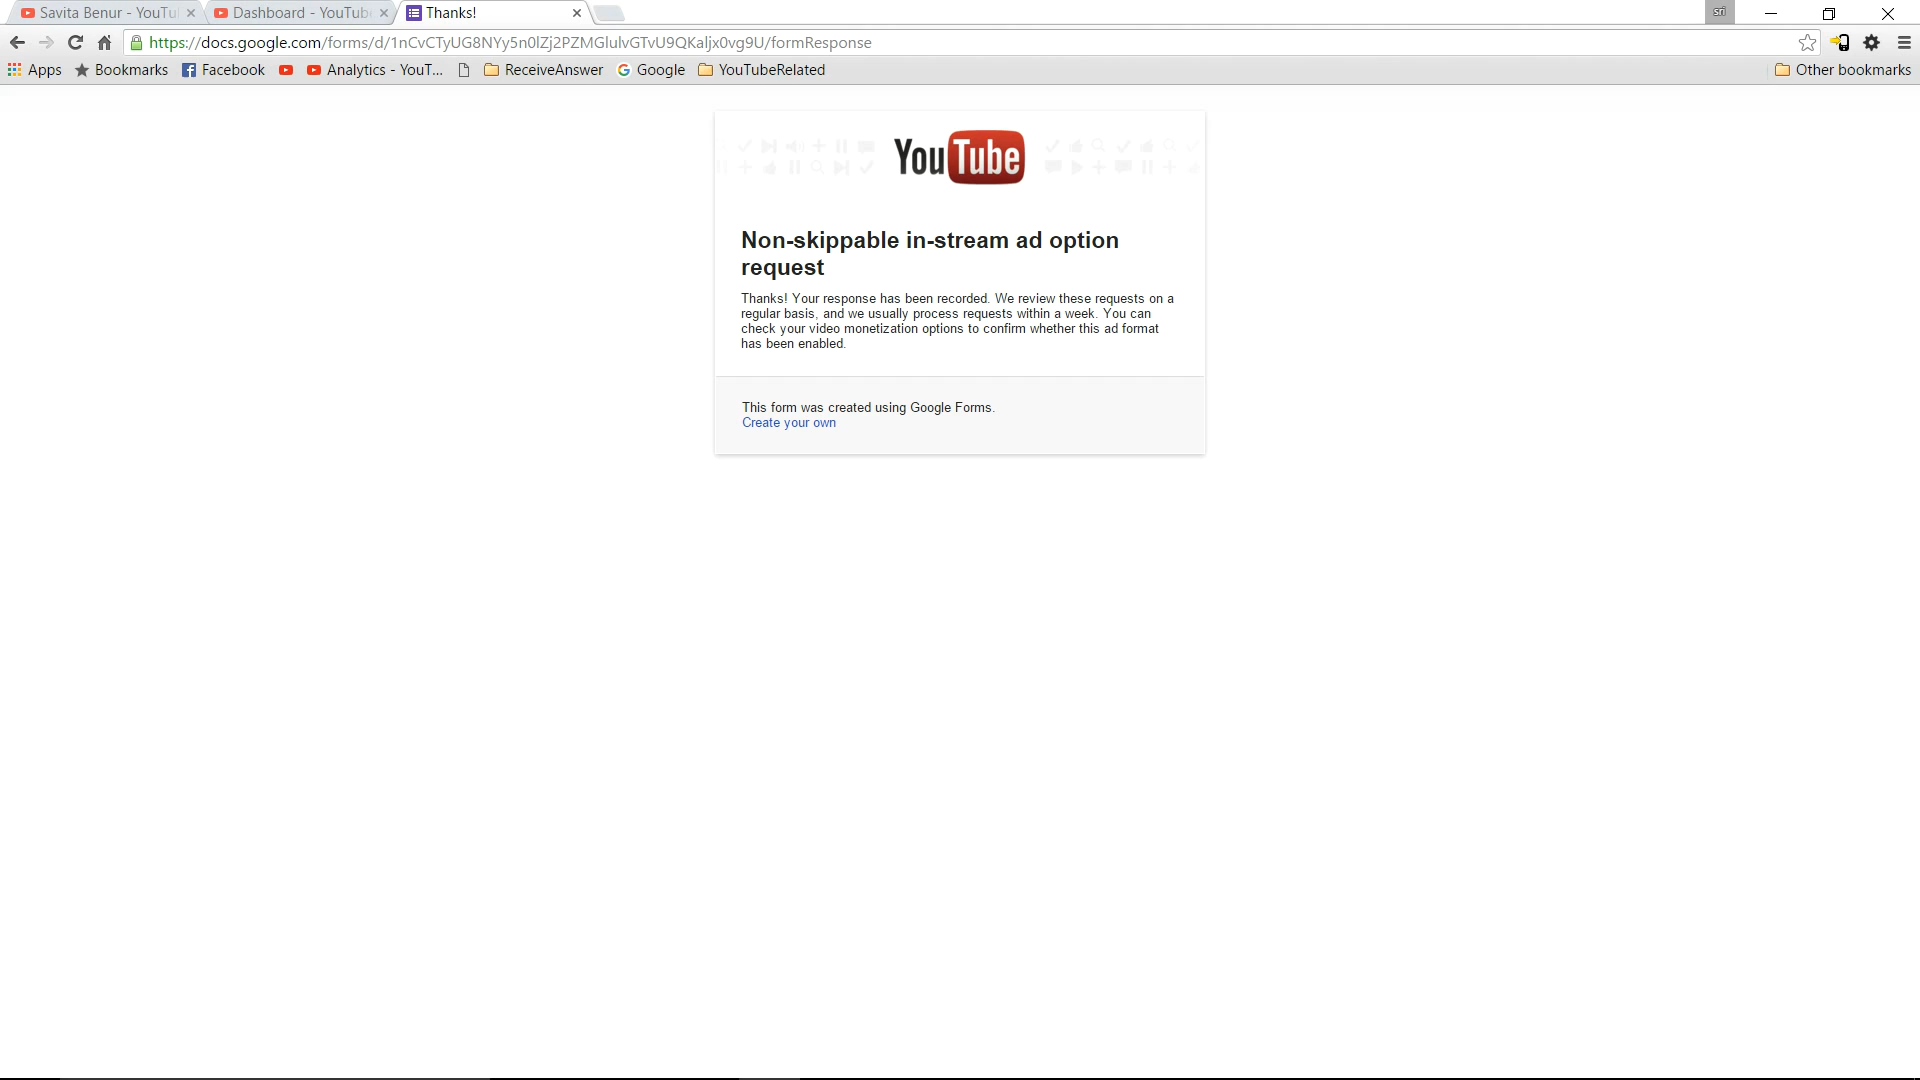 Savita Benur - YouTu
Dashboard - YouTub
Thanks!
sri
https://docs.google.com/forms/d/1nCvCTyUG8NYy5n0lZj2PZMGlulvGTvU9QKaljx0vg9U/formResponse
Apps
Bookmarks
Facebook
Analytics - YouT...
ReceiveAnswer
Google
YouTubeRelated
Other bookmarks
YouTube
Non-skippable in-stream ad option
request
Thanks! Your response has been recorded. We review these requests on a
regular basis, and we usually process requests within a week. You can
check your video monetization options to confirm whether this ad format
has been enabled.
This form was created using Google Forms.
Create your own